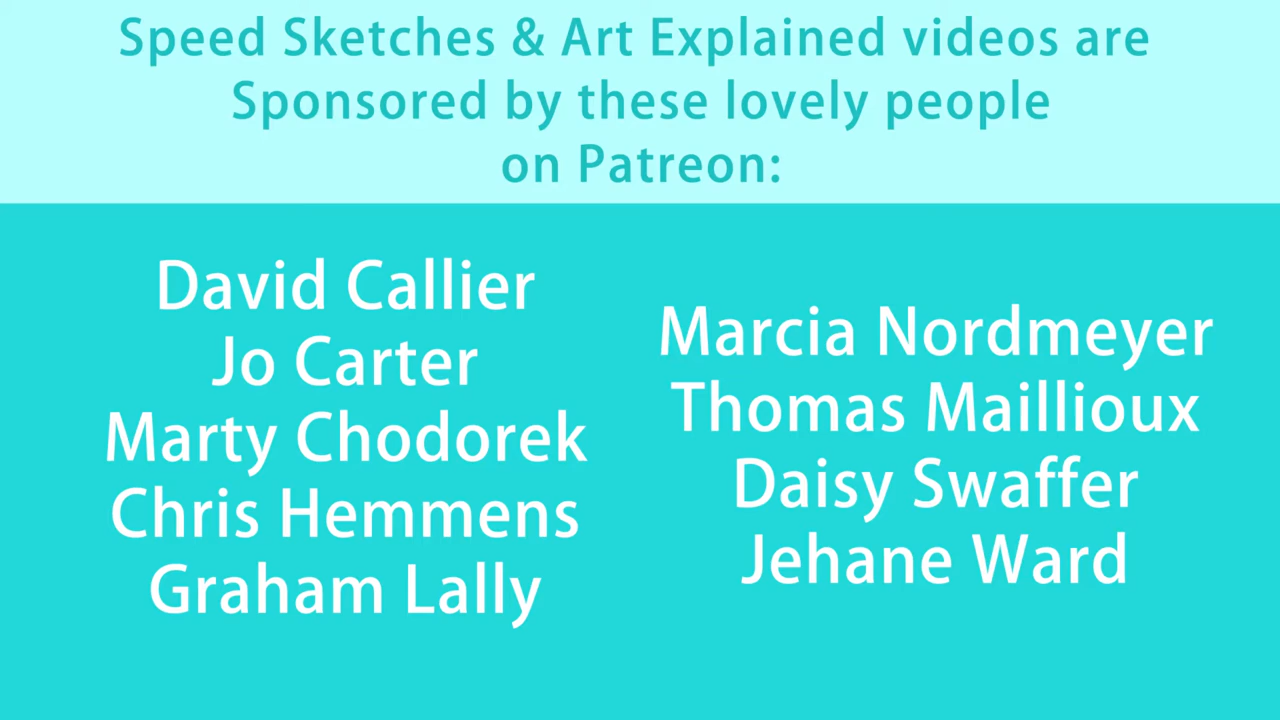 Speed Sketches & Art Explained videos are
Sponsored by these lovely people
on Patreon:
David Callier
Jo Carter
Marty Chodorek
Chris Hemmens
Graham Lally
Marcia Nordmeyer
Thomas Maillioux
Daisy Swaffer
Jehane Ward